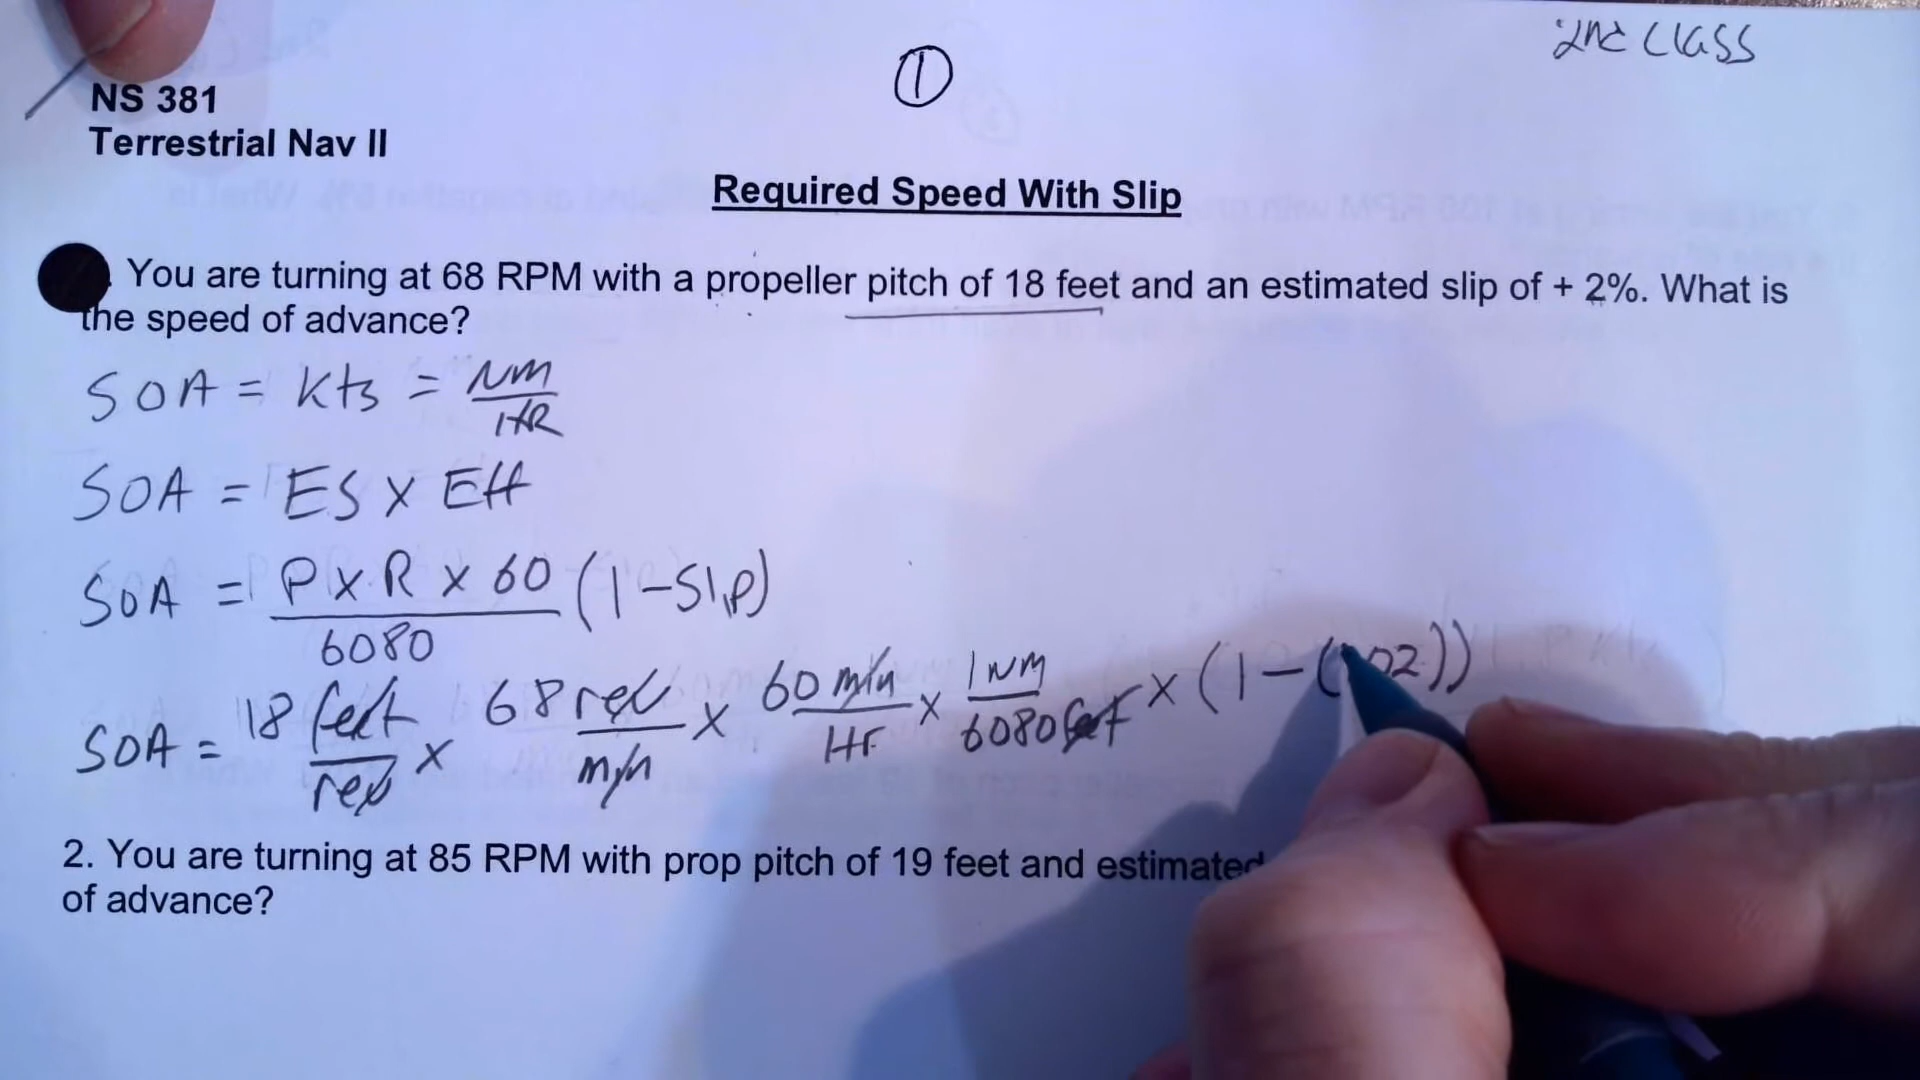 2nd Class
①
NS 381
Terrestrial Nav II
Required Speed With Slip
You are turning at 68 RPM with a propeller pitch of 18 feet and an estimated slip of + 2%. What is
the speed of advance?
SOA = kts = NM/HR
SOA = ES x Eff
SOA = P x R x 60 / 6080 (1-Slip)
SOA = 18 feet/rev x 68 rev/min x 60 min/Hr x 1 NM/6080 feet x (1-(.02))
2. You are turning at 85 RPM with prop pitch of 19 feet and estimated
of advance?